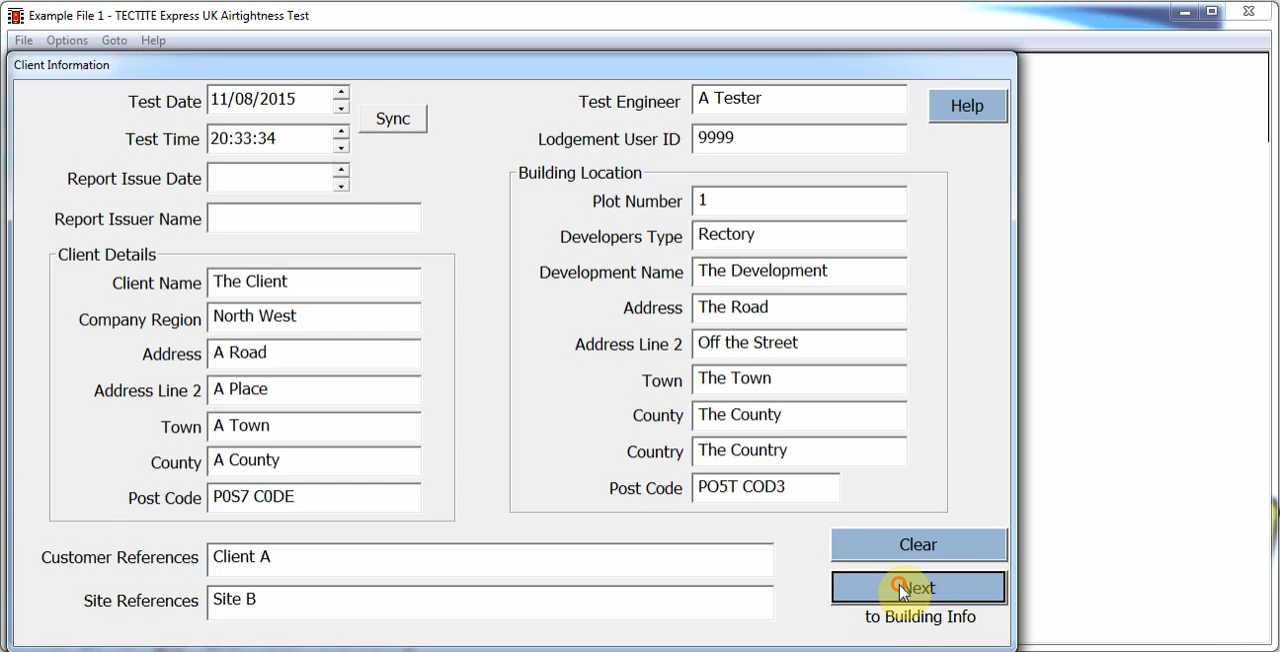 Example File 1 - TECTITE Express UK Airtightness Test
File Options Goto Help
Client Information
Test Date 11/08/2015
Test Time 20:33:34
Sync
Report Issue Date
Report Issuer Name
Client Details
Client Name The Client
Company Region North West
Address A Road
Address Line 2 A Place
Town A Town
County A County
Post Code P0S7 C0DE
Test Engineer A Tester
Help
Lodgement User ID 9999
Building Location
Plot Number 1
Developers Type Rectory
Development Name The Development
Address The Road
Address Line 2 Off the Street
Town The Town
County The County
Country The Country
Post Code PO5T COD3
Customer References Client A
Site References Site B
Clear
Next
to Building Info